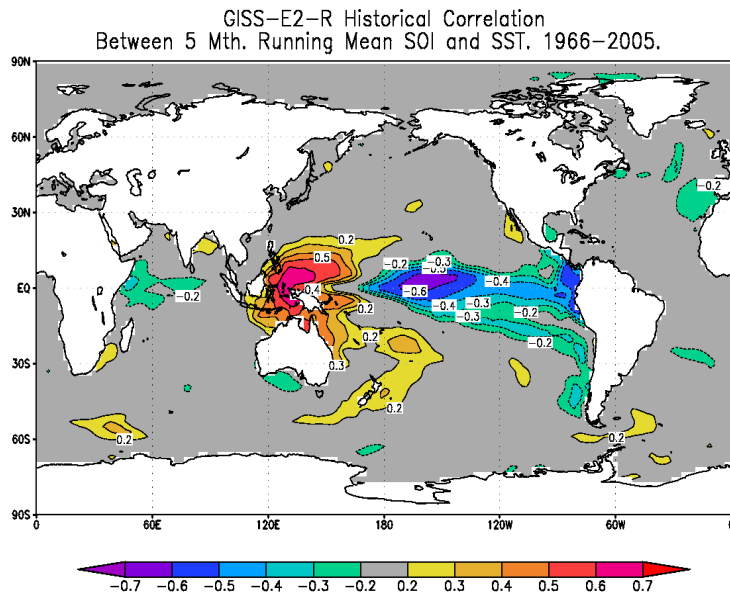 GISS-E2-R Historical Correlation
Between 5 Mth. Running Mean SOI and SST. 1966-2005.
90N
60N
30N
EQ
30S
60S
90S
0 60E 120E 180 120W 60W 0
0.2
0.5
0.4
0.2
0.2
0.3
0.2
0.2
-0.2
-0.2
-0.3
-0.5
-0.6
-0.4
-0.4
-0.3
-0.3
-0.2
-0.2
-0.2
0.2
-0.7 -0.6 -0.5 -0.4 -0.3 -0.2 0.2 0.3 0.4 0.5 0.6 0.7